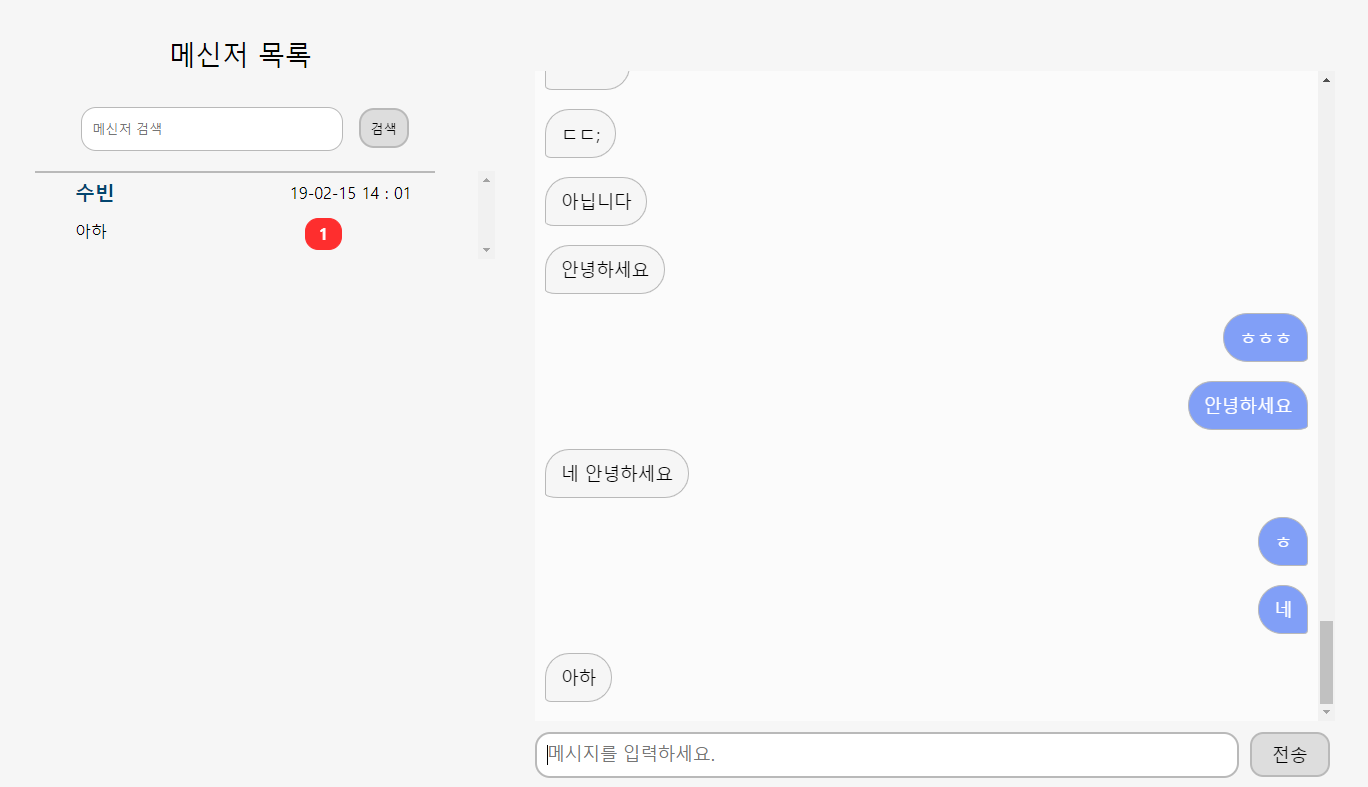 메신저 목록
메신저 검색
검색
수빈
19-02-15 14 : 01
아하
1
ㄷㄷ;
아닙니다
안녕하세요
ㅎㅎㅎ
안녕하세요
네 안녕하세요
ㅎ
네
아하
메시지를 입력하세요.
전송